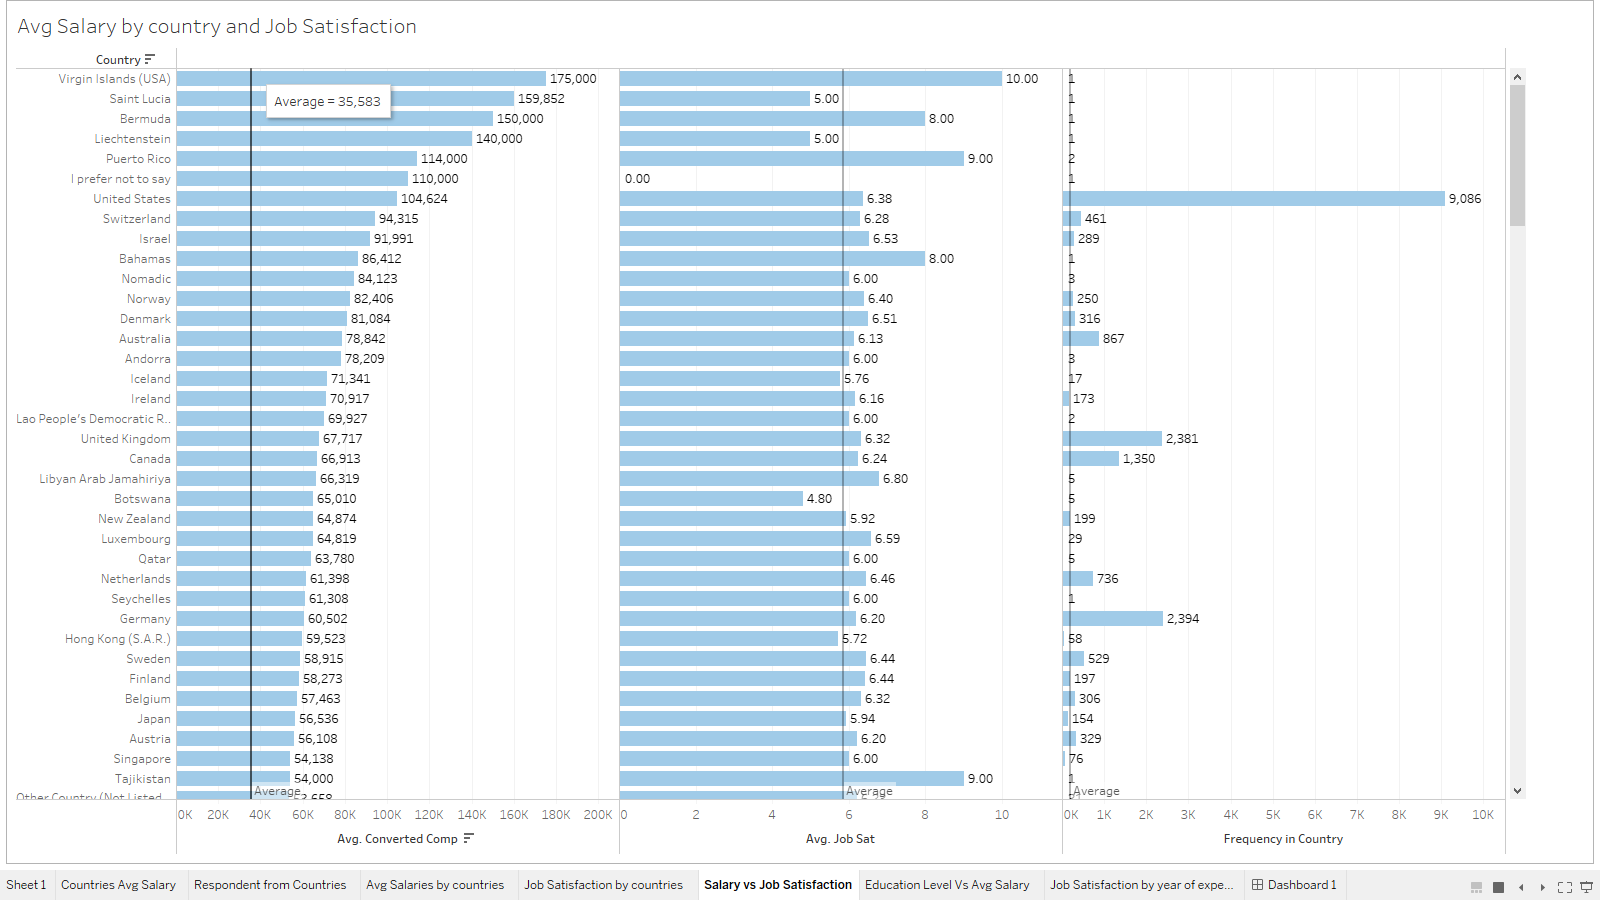 Avg Salary by country and Job Satisfaction
Country
Virgin Islands (USA) 175,000 10.00 1
Saint Lucia 159,852 5.00 1
Average = 35,583
Bermuda 150,000 8.00 1
Liechtenstein 140,000 5.00 1
Puerto Rico 114,000 9.00 2
I prefer not to say 110,000 0.00 1
United States 104,624 6.38 9,086
Switzerland 94,315 6.28 461
Israel 91,991 6.53 289
Bahamas 86,412 8.00 1
Nomadic 84,123 6.00 3
Norway 82,406 6.40 250
Denmark 81,084 6.51 316
Australia 78,842 6.13 867
Andorra 78,209 6.00 3
Iceland 71,341 5.76 17
Ireland 70,917 6.16 173
Lao People's Democratic R.. 69,927 6.00 2
United Kingdom 67,717 6.32 2,381
Canada 66,913 6.24 1,350
Libyan Arab Jamahiriya 66,319 6.80 5
Botswana 65,010 4.80 5
New Zealand 64,874 5.92 199
Luxembourg 64,819 6.59 29
Qatar 63,780 6.00 5
Netherlands 61,398 6.46 736
Seychelles 61,308 6.00 1
Germany 60,502 6.20 2,394
Hong Kong (S.A.R.) 59,523 5.72 58
Sweden 58,915 6.44 529
Finland 58,273 6.44 197
Belgium 57,463 6.32 306
Japan 56,536 5.94 154
Austria 56,108 6.20 329
Singapore 54,138 6.00 76
Tajikistan 54,000 9.00 1
Average Average Average
Other Country (Not Listed
0K 20K 40K 60K 80K 100K 120K 140K 160K 180K 200K 0 2 4 6 8 10 0K 1K 2K 3K 4K 5K 6K 7K 8K 9K 10K
Avg. Converted Comp Avg. Job Sat Frequency in Country
Sheet 1 Countries Avg Salary Respondent from Countries Avg Salaries by countries Job Satisfaction by countries Salary vs Job Satisfaction Education Level Vs Avg Salary Job Satisfaction by year of expe... Dashboard 1